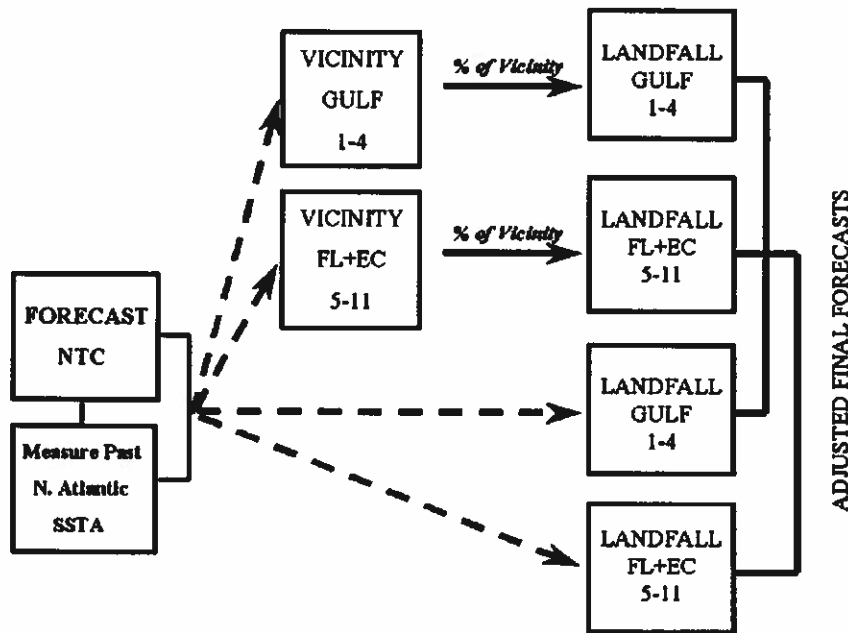 VICINITY
GULF
1-4
% of Vicinity
LANDFALL
GULF
1-4
VICINITY
FL+EC
5-11
% of Vicinity
LANDFALL
FL+EC
5-11
FORECAST
NTC
Measure Past
N. Atlantic
SSTA
LANDFALL
GULF
1-4
LANDFALL
FL+EC
5-11
ADJUSTED FINAL FORECASTS